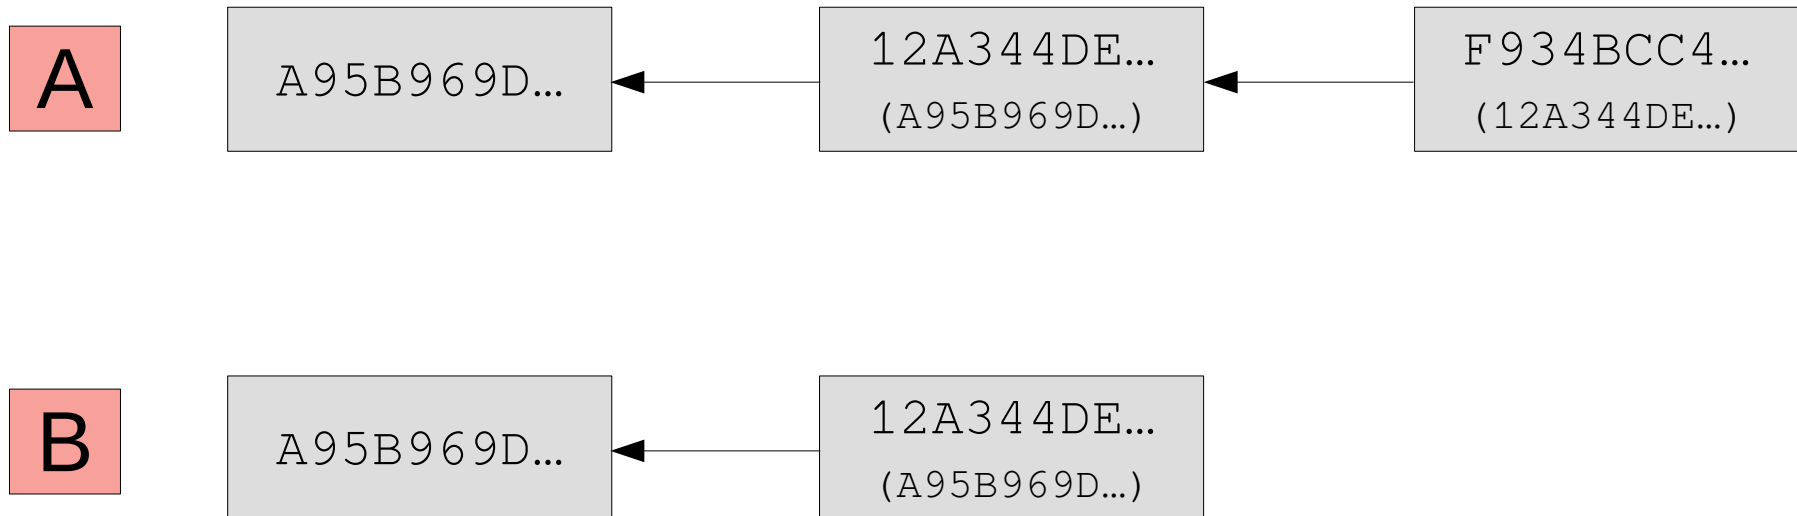 A
A95B969D…
12A344DE…
(A95B969D…)
F934BCC4…
(12A344DE…)
B
A95B969D…
12A344DE…
(A95B969D…)